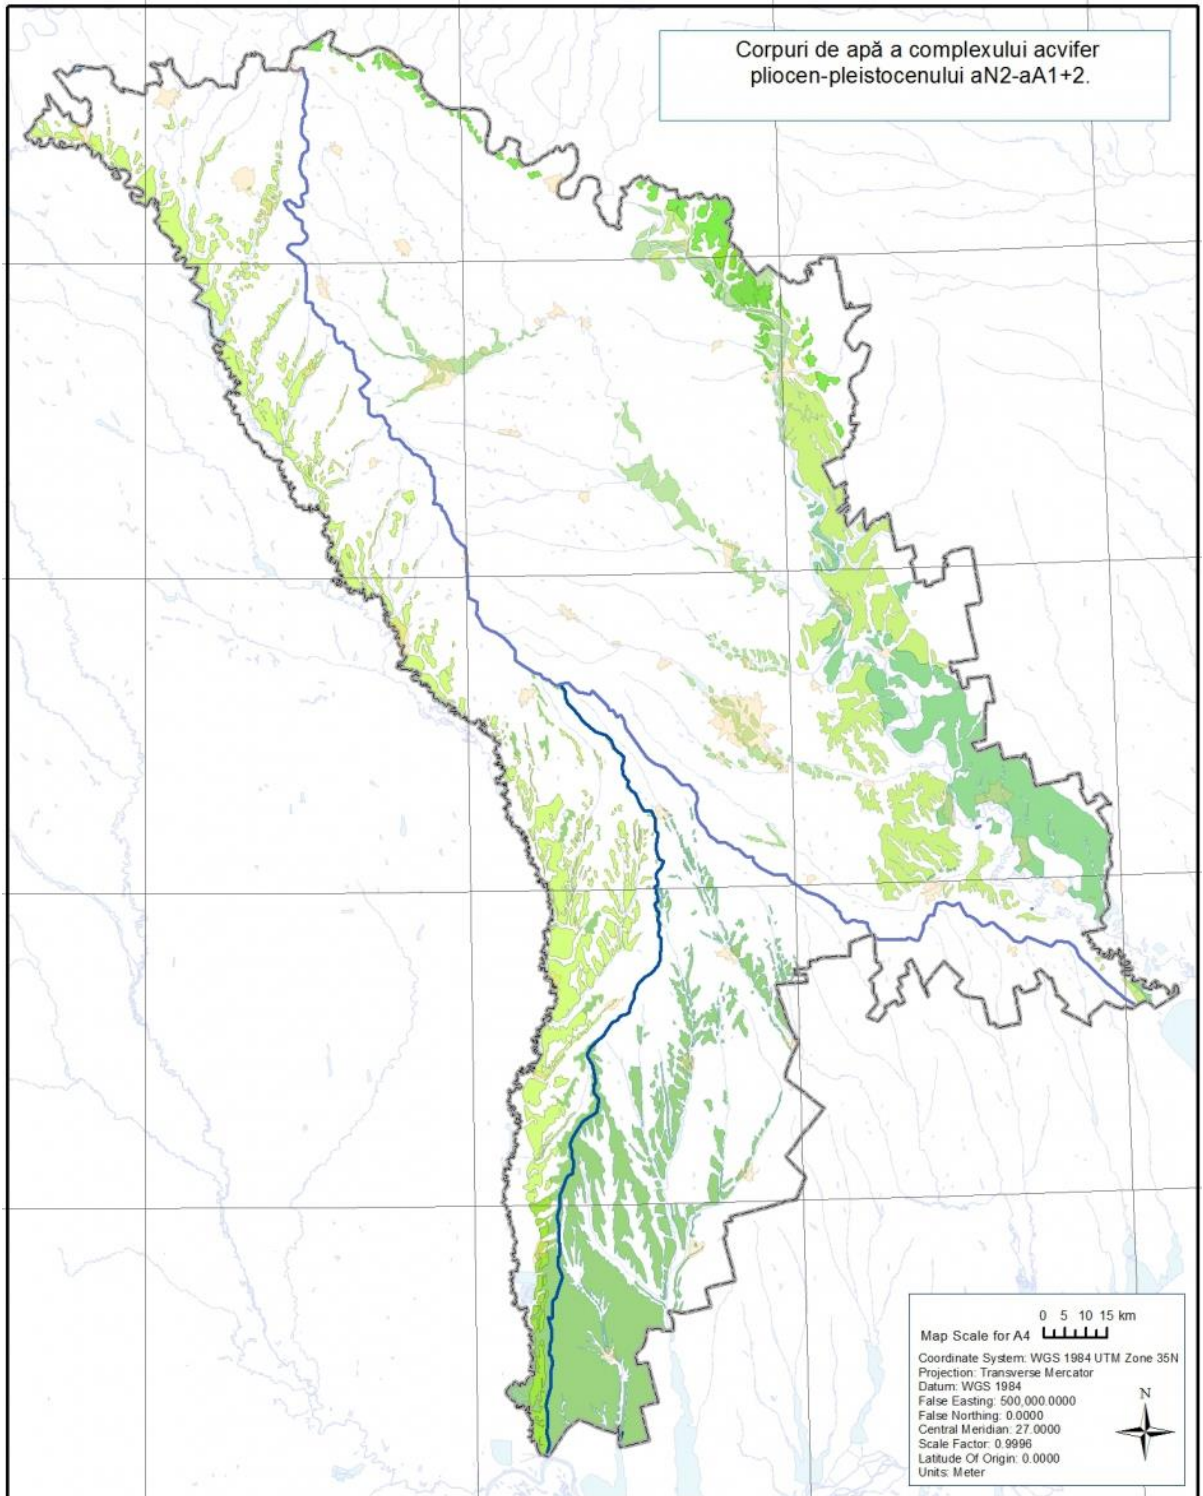 Corpuri de apă a complexului acvifer
pliocen-pleistocenului aN2-aA1+2.
0 5 10 15 km
Map Scale for A4
Coordinate System: WGS 1984 UTM Zone 35N
Projection: Transverse Mercator
Datum: WGS 1984
False Easting: 500,000.0000
False Northing: 0.0000
Central Meridian: 27.0000
Scale Factor: 0.9996
Latitude Of Origin: 0.0000
Units: Meter
N